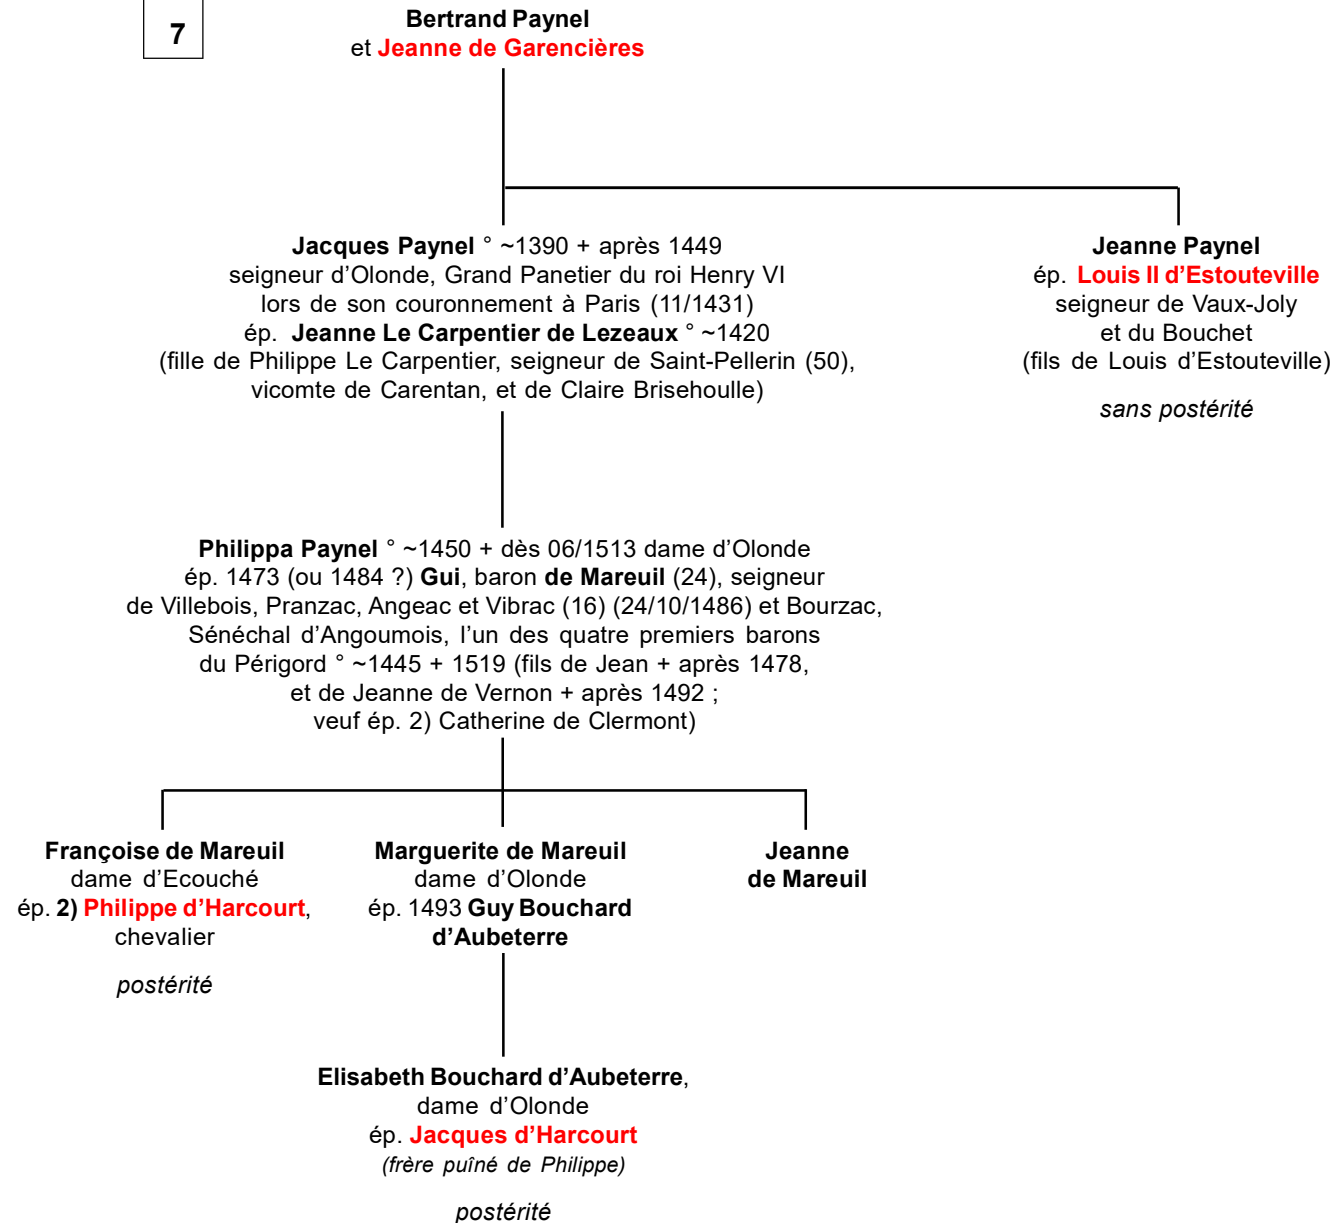 7
Bertrand Paynel
et Jeanne de Garencières
Jacques Paynel ° ~1390 + après 1449
seigneur d’Olonde, Grand Panetier du roi Henry VI
lors de son couronnement à Paris (11/1431)
ép. Jeanne Le Carpentier de Lezeaux ° ~1420
(fille de Philippe Le Carpentier, seigneur de Saint-Pellerin (50),
vicomte de Carentan, et de Claire Brisehoulle)
Jeanne Paynel
ép. Louis II d’Estouteville
seigneur de Vaux-Joly
et du Bouchet
(fils de Louis d’Estouteville)
sans postérité
Philippa Paynel ° ~1450 + dès 06/1513 dame d’Olonde
ép. 1473 (ou 1484 ?) Gui, baron de Mareuil (24), seigneur
de Villebois, Pranzac, Angeac et Vibrac (16) (24/10/1486) et Bourzac,
Sénéchal d’Angoumois, l’un des quatre premiers barons
du Périgord ° ~1445 + 1519 (fils de Jean + après 1478,
et de Jeanne de Vernon + après 1492 ;
veuf ép. 2) Catherine de Clermont)
Françoise de Mareuil
dame d’Ecouché
ép. 2) Philippe d’Harcourt,
chevalier
postérité
Marguerite de Mareuil
dame d’Olonde
ép. 1493 Guy Bouchard
d’Aubeterre
Jeanne
de Mareuil
Elisabeth Bouchard d’Aubeterre,
dame d’Olonde
ép. Jacques d’Harcourt
(frère puîné de Philippe)
postérité